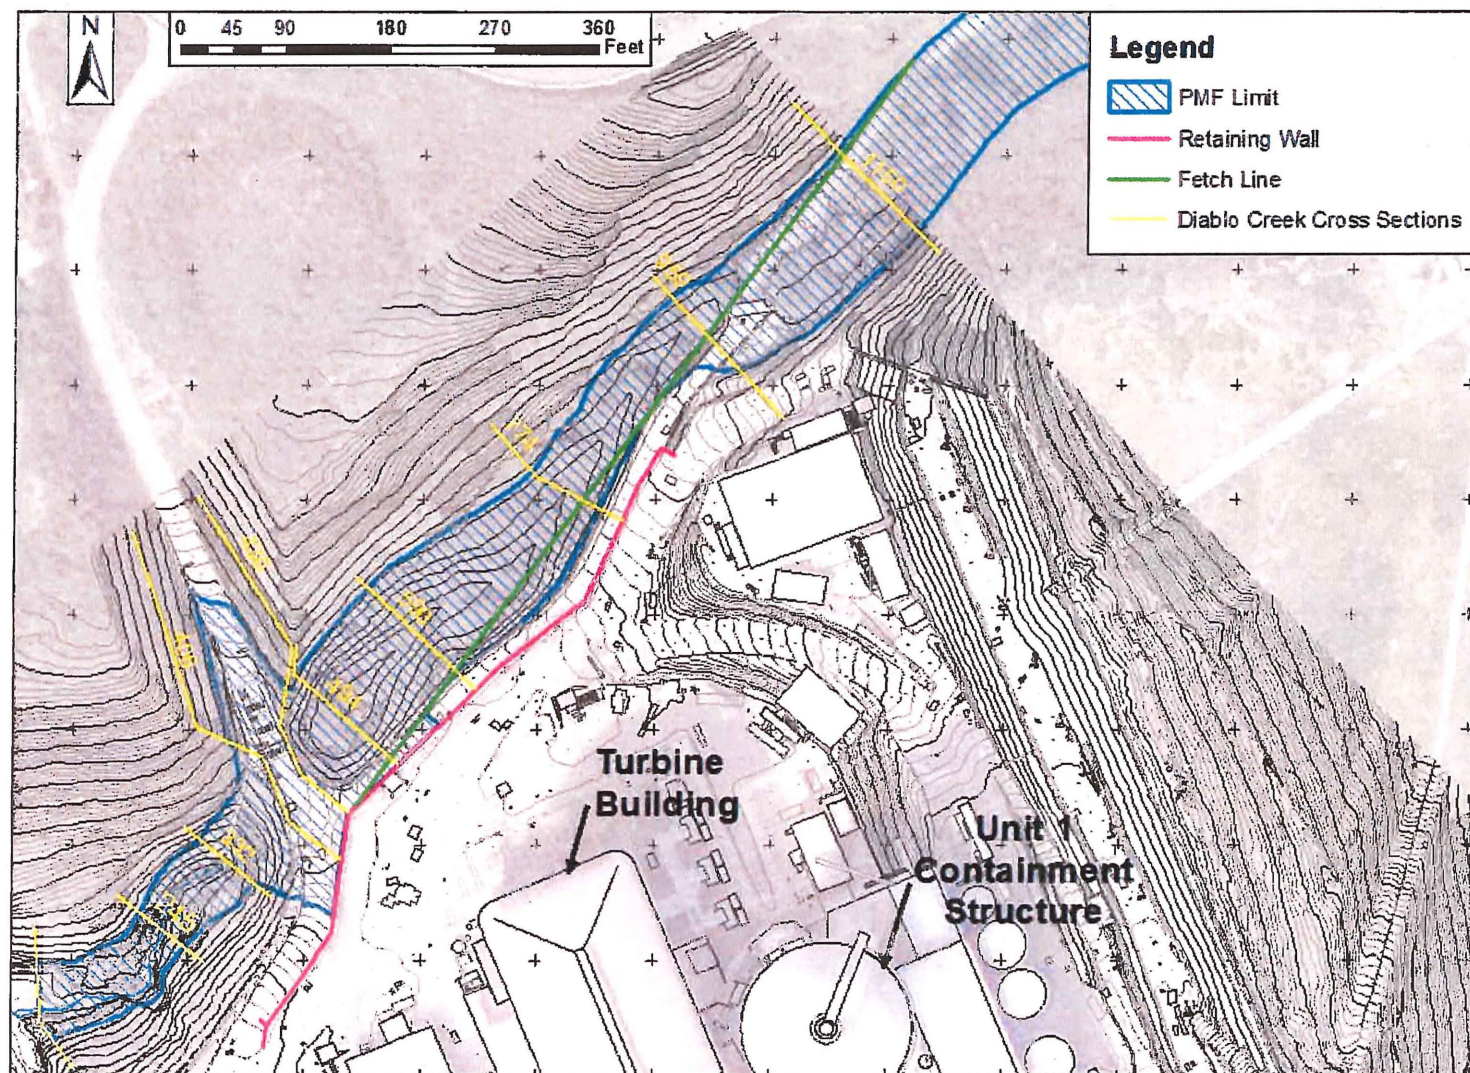 N
0 45 90 180 270 360
Feet
Legend
PMF Limit
Retaining Wall
Fetch Line
Diablo Creek Cross Sections
Turbine
Building
Unit 1
Containment
Structure